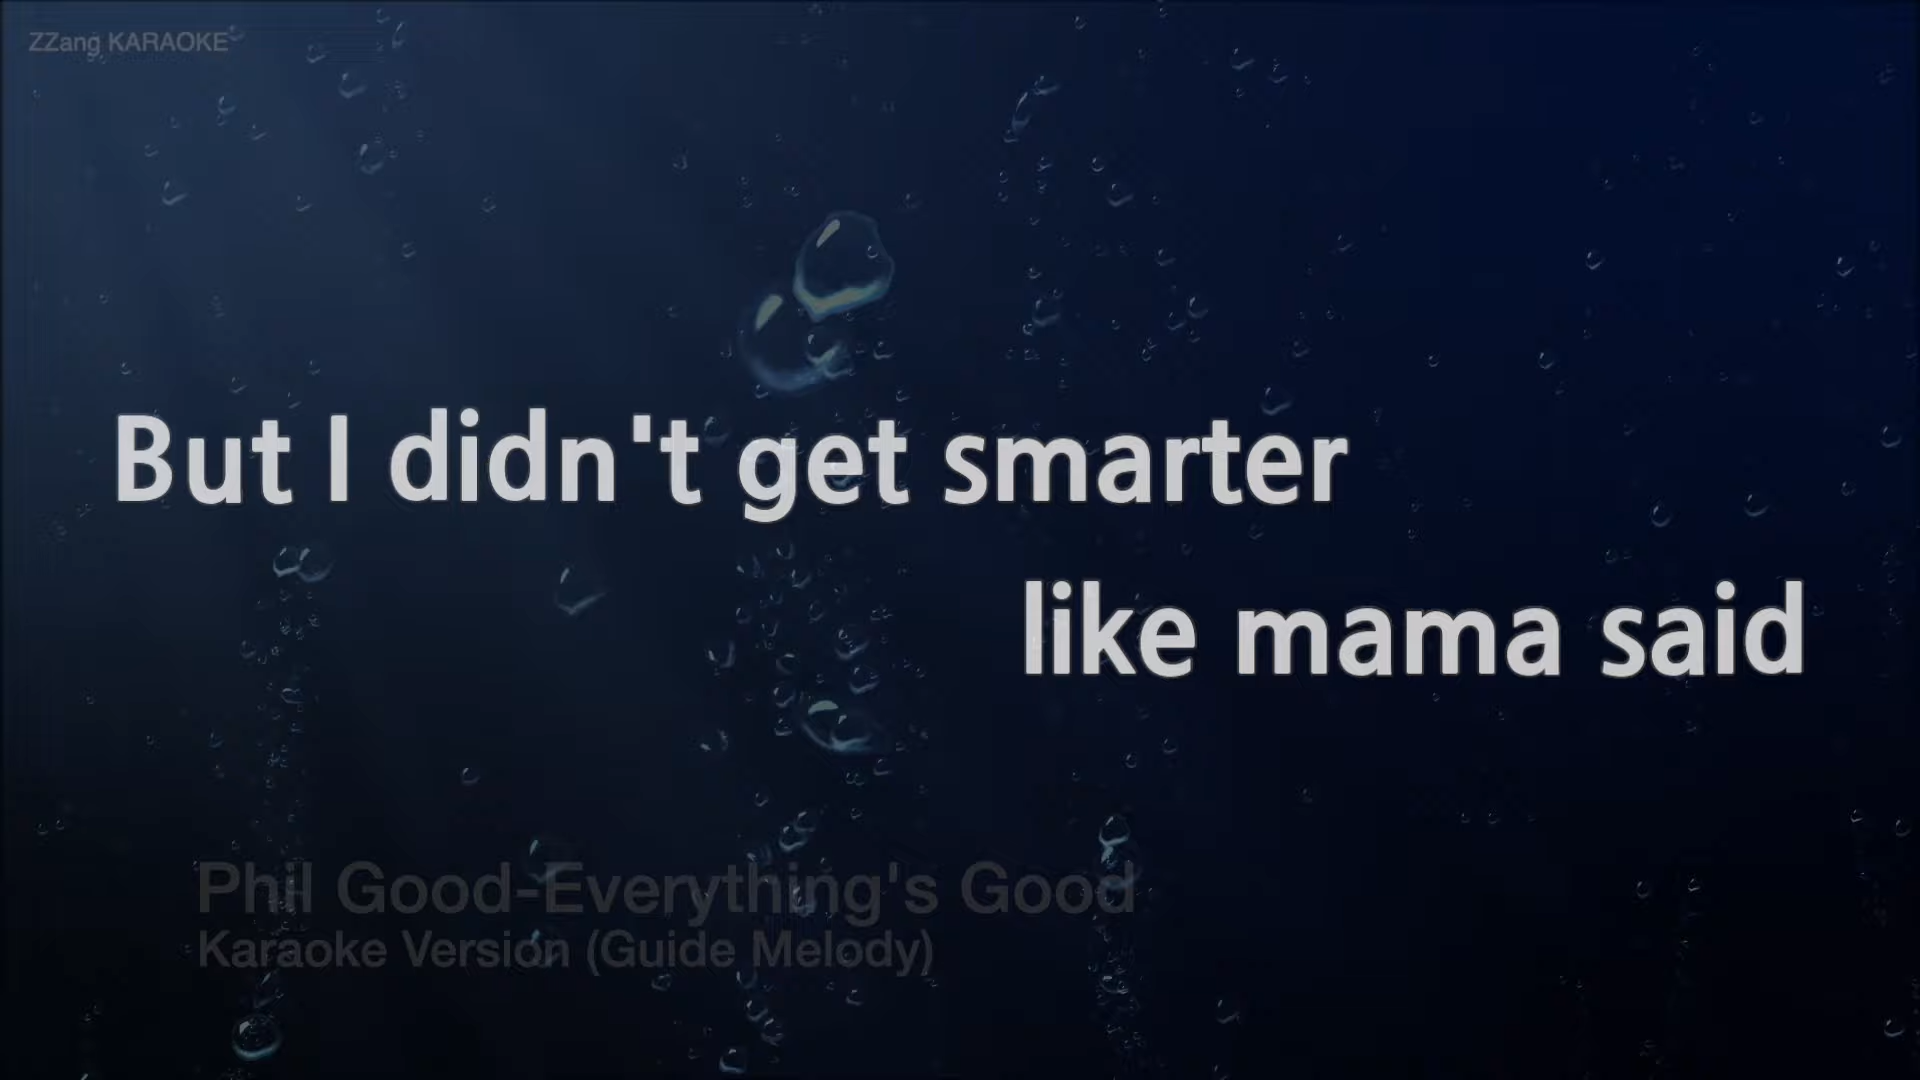 ZZang KARAOKE
But I didn't get smarter
like mama said
Phil Good-Everything's Good
Karaoke Version (Guide Melody)